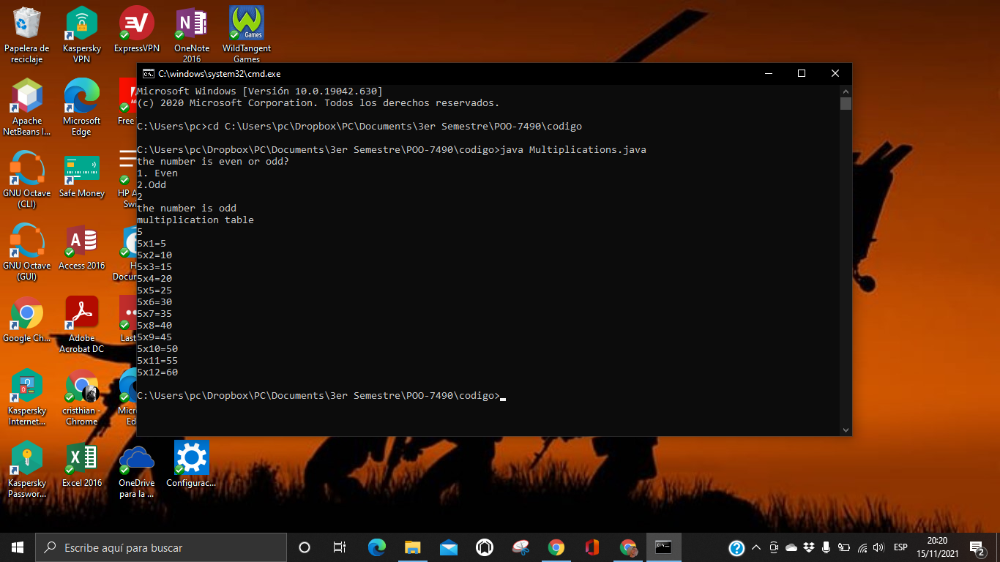 Papelera de
reciclaje
Kaspersky
VPN
ExpressVPN
OneNote
2016
Games
WildTangent
Games
Apache
NetBeans I...
Microsoft
Edge
Free
GNU Octave
(CLI)
Safe Money
HP A
Swi
GNU Octave
(GUI)
Access 2016
H
Docum
Google Ch...
Adobe
Acrobat DC
Last
Kaspersky
Internet...
cristhian -
Chrome
Micr
Ed
Kaspersky
Passwor...
Excel 2016
OneDrive
para la ...
Configurac...
C:\windows\system32\cmd.exe
Microsoft Windows [Versión 10.0.19042.630]
(c) 2020 Microsoft Corporation. Todos los derechos reservados.
C:\Users\pc>cd C:\Users\pc\Dropbox\PC\Documents\3er Semestre\POO-7490\codigo
C:\Users\pc\Dropbox\PC\Documents\3er Semestre\POO-7490\codigo>java Multiplications.java
the number is even or odd?
1. Even
2.Odd
2
the number is odd
multiplication table
5
5x1=5
5x2=10
5x3=15
5x4=20
5x5=25
5x6=30
5x7=35
5x8=40
5x9=45
5x10=50
5x11=55
5x12=60
C:\Users\pc\Dropbox\PC\Documents\3er Semestre\POO-7490\codigo>
Escribe aquí para buscar
ESP
20:20
15/11/2021
2